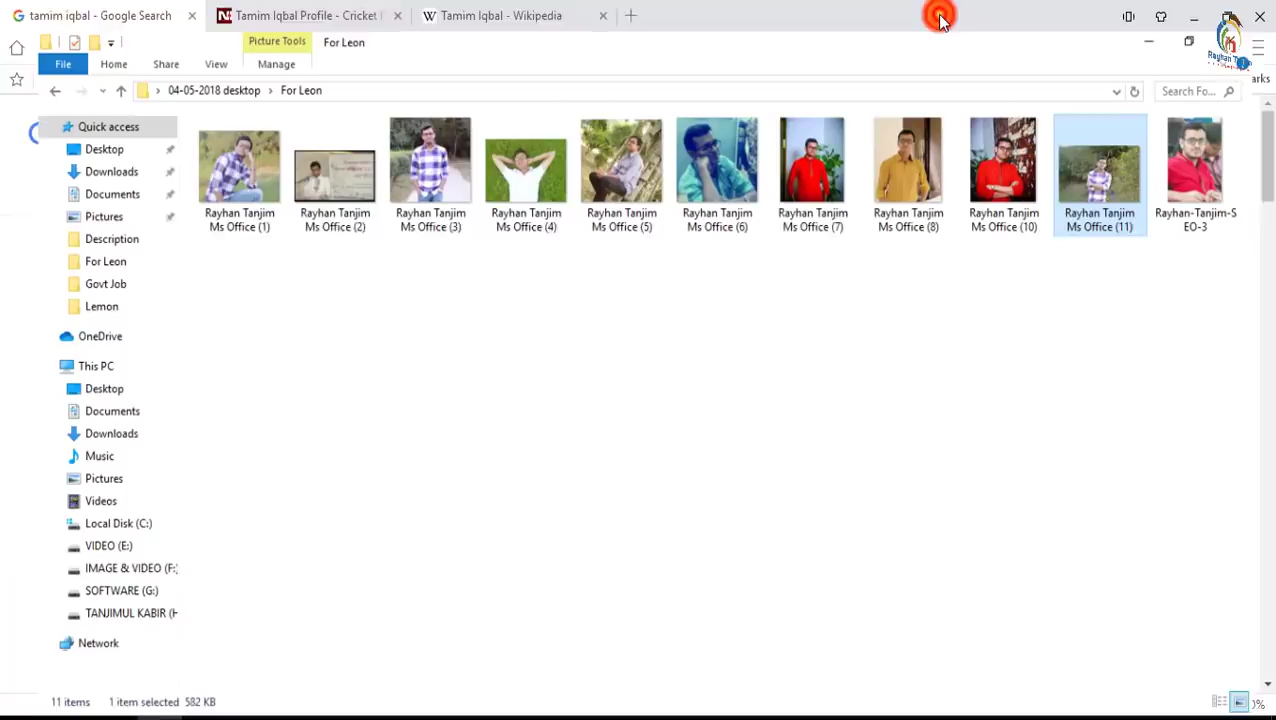 tamim iqbal - Google Search
Tamim Iqbal Profile - Cricket
Tamim Iqbal - Wikipedia
Picture Tools
For Leon
File
Home
Share
View
Manage
04-05-2018 desktop
For Leon
Search Fo...
Quick access
Desktop
Downloads
Documents
Pictures
Description
For Leon
Govt Job
Lemon
OneDrive
This PC
Desktop
Documents
Downloads
Music
Pictures
Videos
Local Disk (C:)
VIDEO (E:)
IMAGE & VIDEO (F:
SOFTWARE (G:)
TANJIMUL KABIR (H
Network
Rayhan Tanjim
Ms Office (1)
Rayhan Tanjim
Ms Office (2)
Rayhan Tanjim
Ms Office (3)
Rayhan Tanjim
Ms Office (4)
Rayhan Tanjim
Ms Office (5)
Rayhan Tanjim
Ms Office (6)
Rayhan Tanjim
Ms Office (7)
Rayhan Tanjim
Ms Office (8)
Rayhan Tanjim
Ms Office (10)
Rayhan Tanjim
Ms Office (11)
Rayhan-Tanjim-S
EO-3
11 items
1 item selected 582 KB